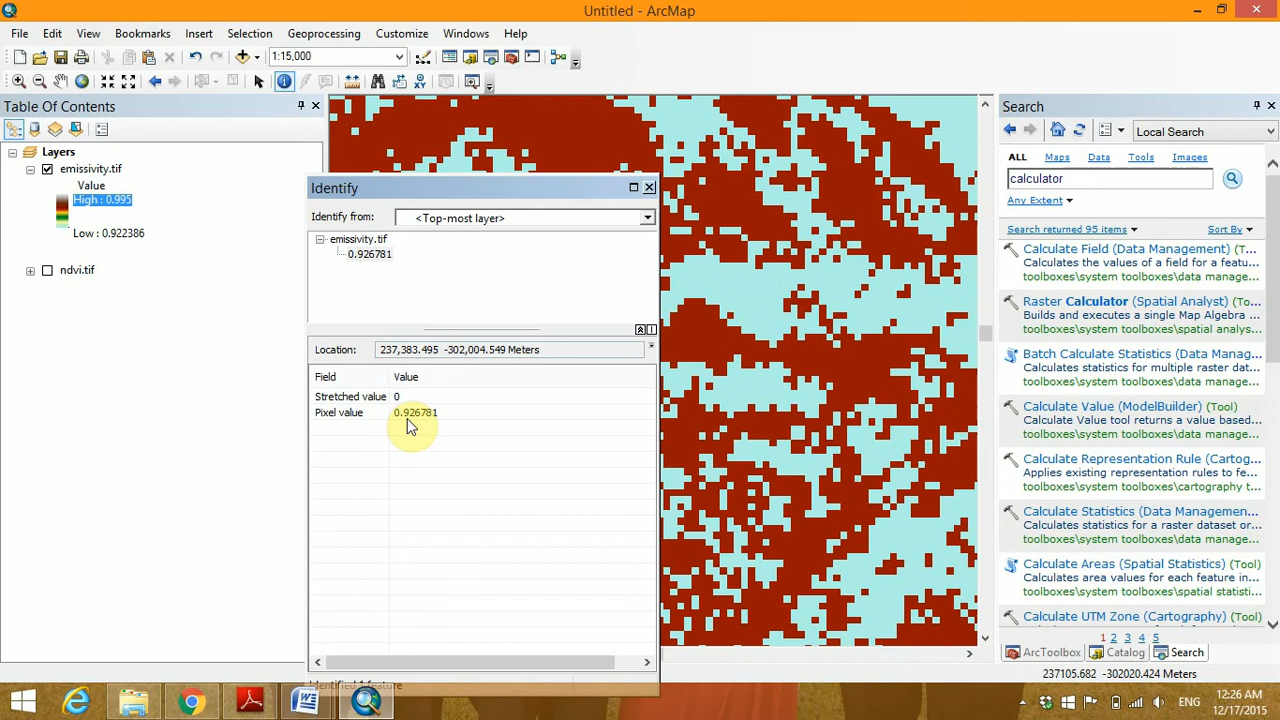 Untitled - ArcMap
File Edit View Bookmarks Insert Selection Geoprocessing Customize Windows Help
1:15,000
Table Of Contents
Layers
emissivity.tif
Value
High : 0.995
Low : 0.922386
ndvi.tif
Identify
Identify from: <Top-most layer>
emissivity.tif
0.926781
Location: 237,383.495 -302,004.549 Meters
Field Value
Stretched value 0
Pixel value 0.926781
Identified 1 feature
Search
Local Search
ALL Maps Data Tools Images
calculator
Any Extent
Search returned 95 items Sort By
Calculate Field (Data Management) (T...
Calculates the values of a field for a featu...
toolboxes\system toolboxes\data manage...
Raster Calculator (Spatial Analyst) (To...
Builds and executes a single Map Algebra ...
toolboxes\system toolboxes\spatial analys...
Batch Calculate Statistics (Data Manag...
Calculates statistics for multiple raster dat...
toolboxes\system toolboxes\data manage...
Calculate Value (ModelBuilder) (Tool)
Calculate Value tool returns a value based...
toolboxes\system toolboxes\data manage...
Calculate Representation Rule (Cartog...
Applies existing representation rules to fe...
toolboxes\system toolboxes\cartography t...
Calculate Statistics (Data Managemen...
Calculates statistics for a raster dataset or...
toolboxes\system toolboxes\data manage...
Calculate Areas (Spatial Statistics) (Tool)
Calculates area values for each feature in...
toolboxes\system toolboxes\spatial statisti...
Calculate UTM Zone (Cartography) (Tool)
1 2 3 4 5
ArcToolbox Catalog Search
237105.682 -302020.424 Meters
ENG
12:26 AM
12/17/2015